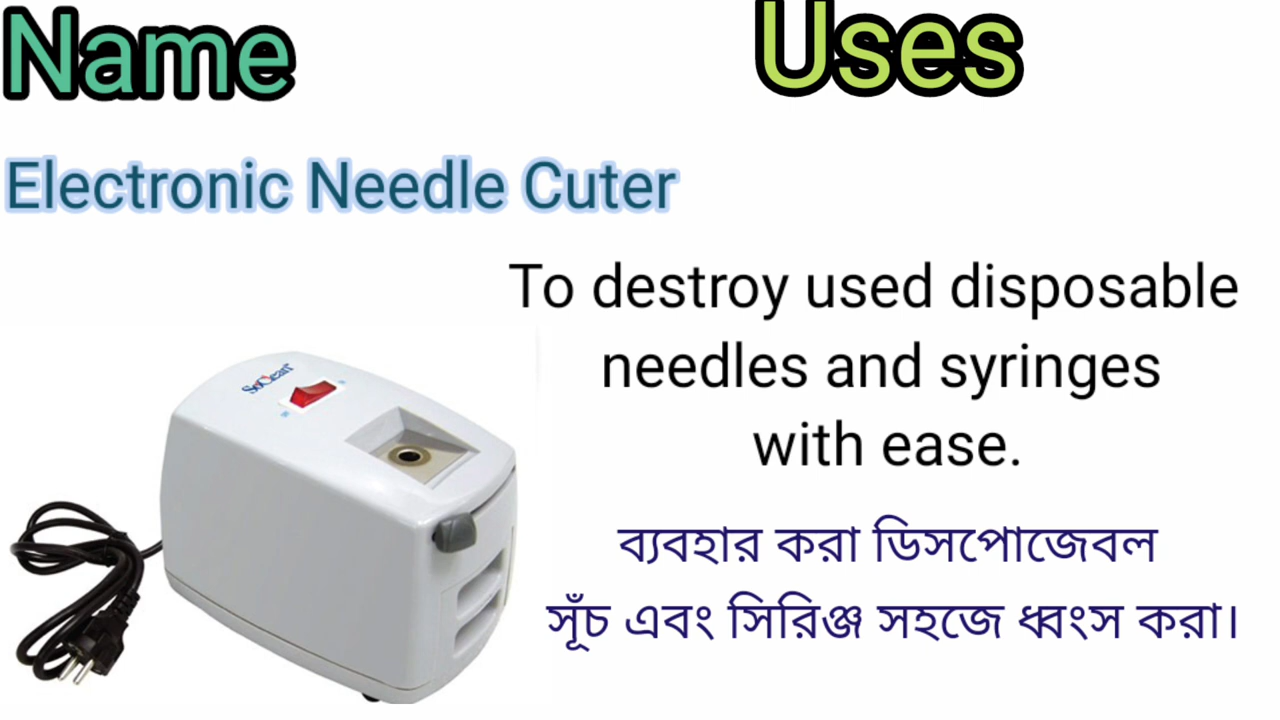 Name
Uses
Electronic Needle Cuter
To destroy used disposable
needles and syringes
with ease.
SoClean
ব্যবহার করা ডিসপোজেবল
সূঁচ এবং সিরিঞ্জ সহজে ধ্বংস করা।